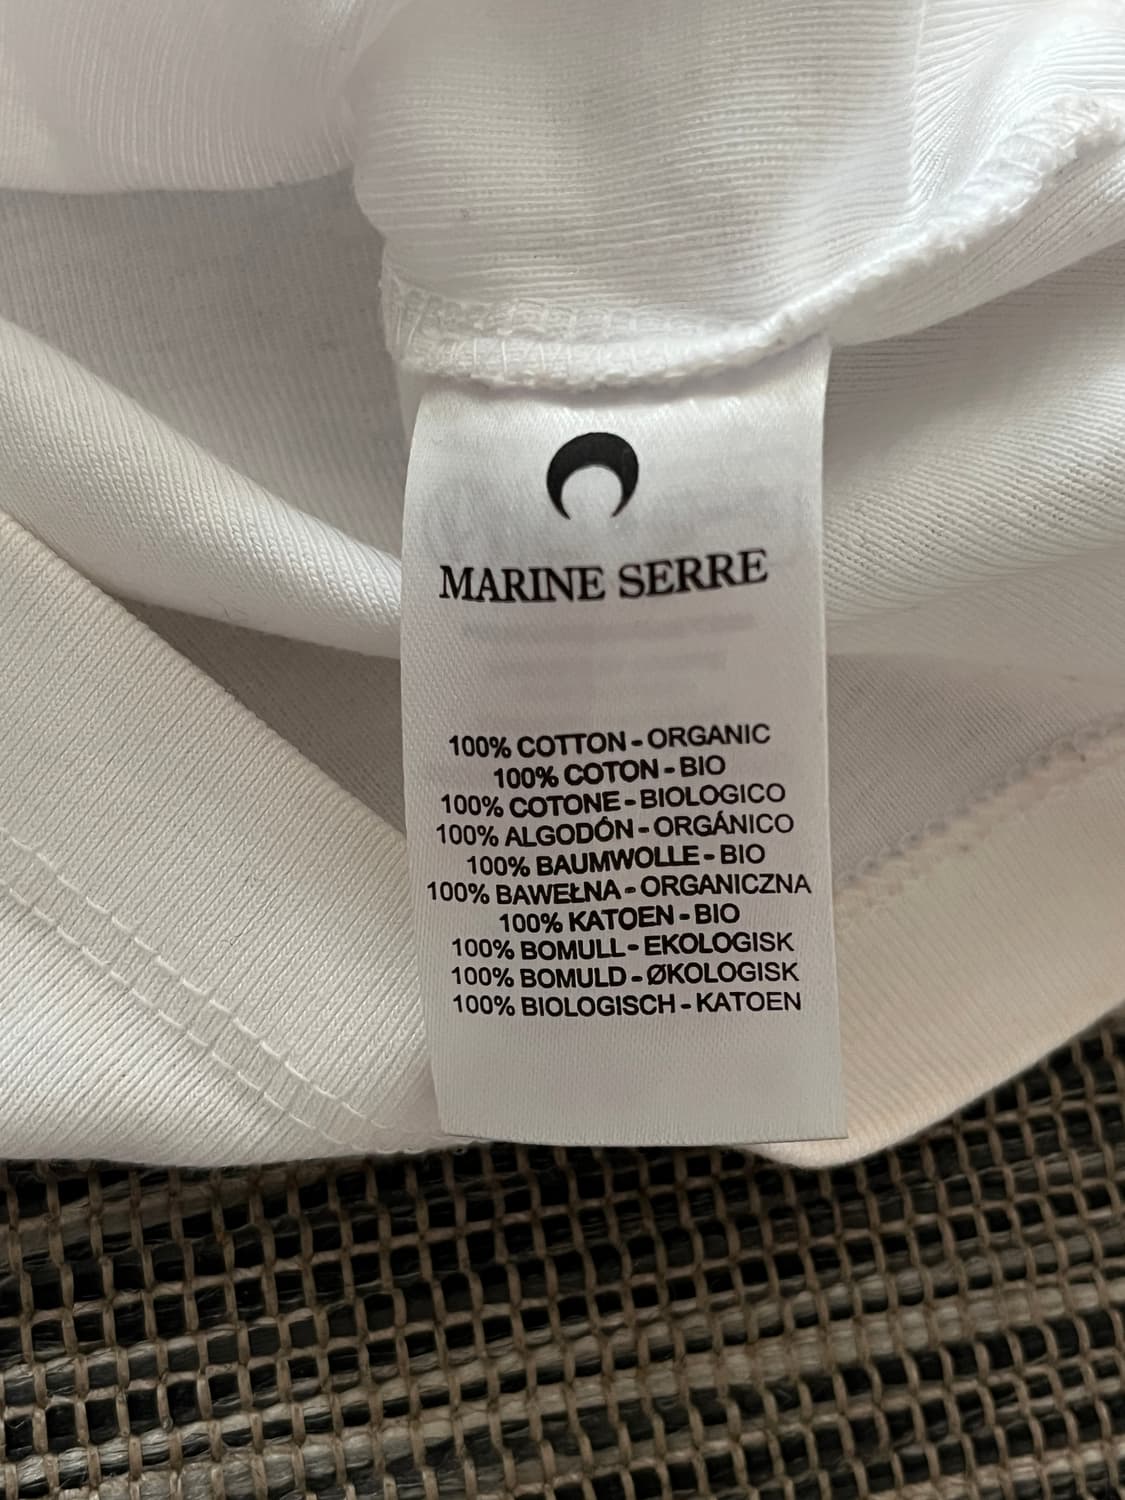 MARINE SERRE
100% COTTON - ORGANIC
100% COTON - BIO
100% COTONE - BIOLOGICO
100% ALGODÓN - ORGÁNICO
100% BAUMWOLLE - BIO
100% BAWEŁNA - ORGANICZNA
100% KATOEN - BIO
100% BOMULL - EKOLOGISK
100% BOMULD - ØKOLOGISK
100% BIOLOGISCH - KATOEN